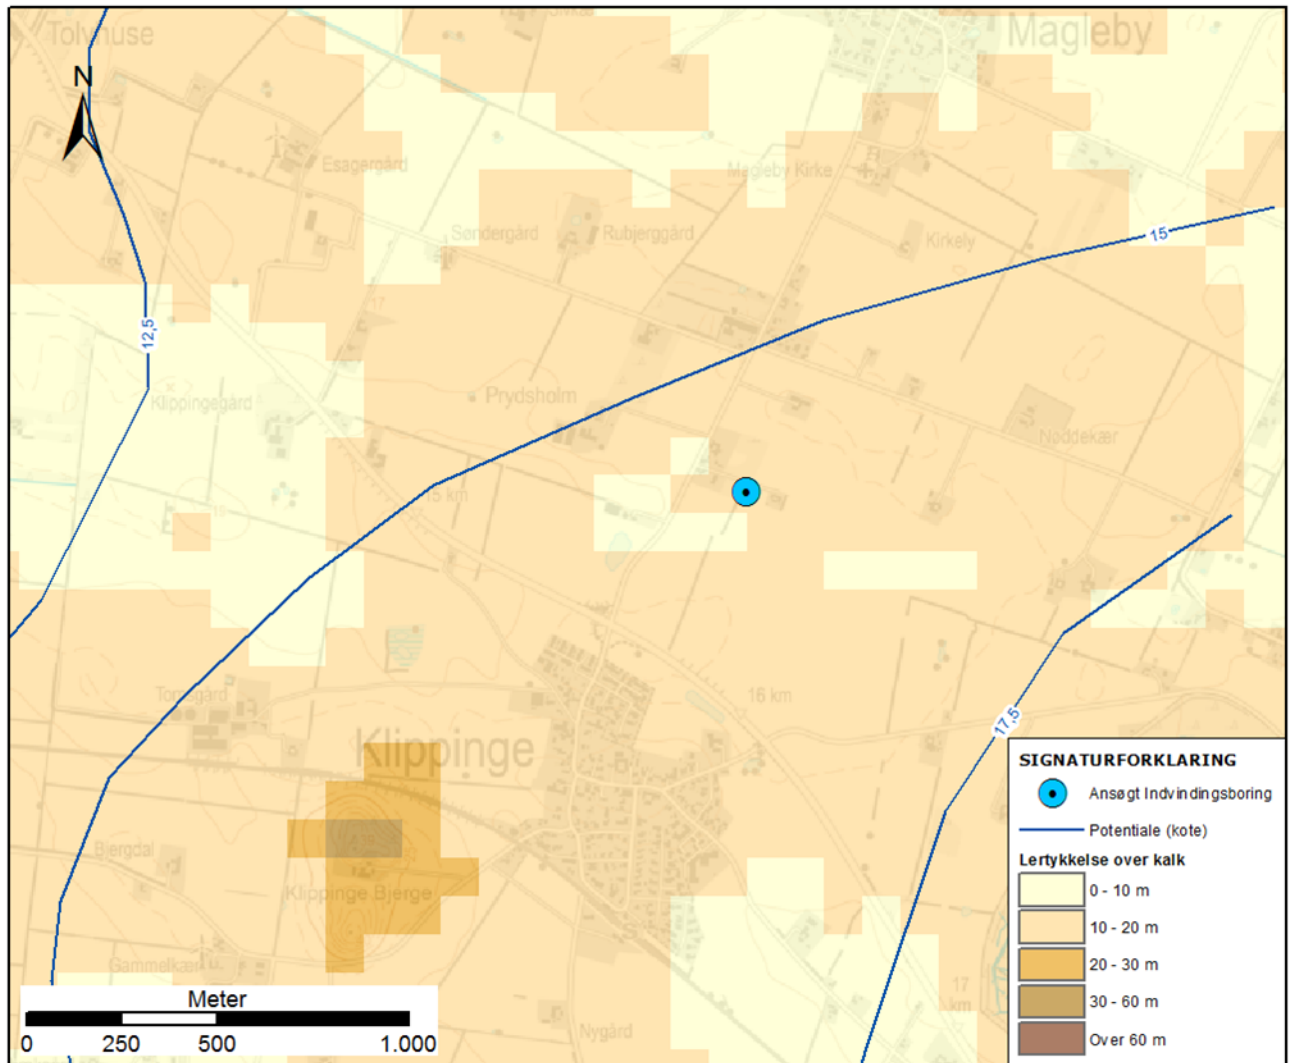 Tolvhuse
Magleby
N
Esagergård
Magleby Kirke
Søndergård
Rubjerggård
Kirkely
15
17
12,5
Prydsholm
Klippingegård
Nøddekær
15 km
16 km
Tornsgård
Klippinge
17,5
Bjergdal
Klippinge Bjerge
Gammelkær
Nygård
17
km
SIGNATURFORKLARING
Ansøgt Indvindingsboring
Potentiale (kote)
Lertykkelse over kalk
0 - 10 m
10 - 20 m
20 - 30 m
30 - 60 m
Over 60 m
Meter
0 250 500 1.000